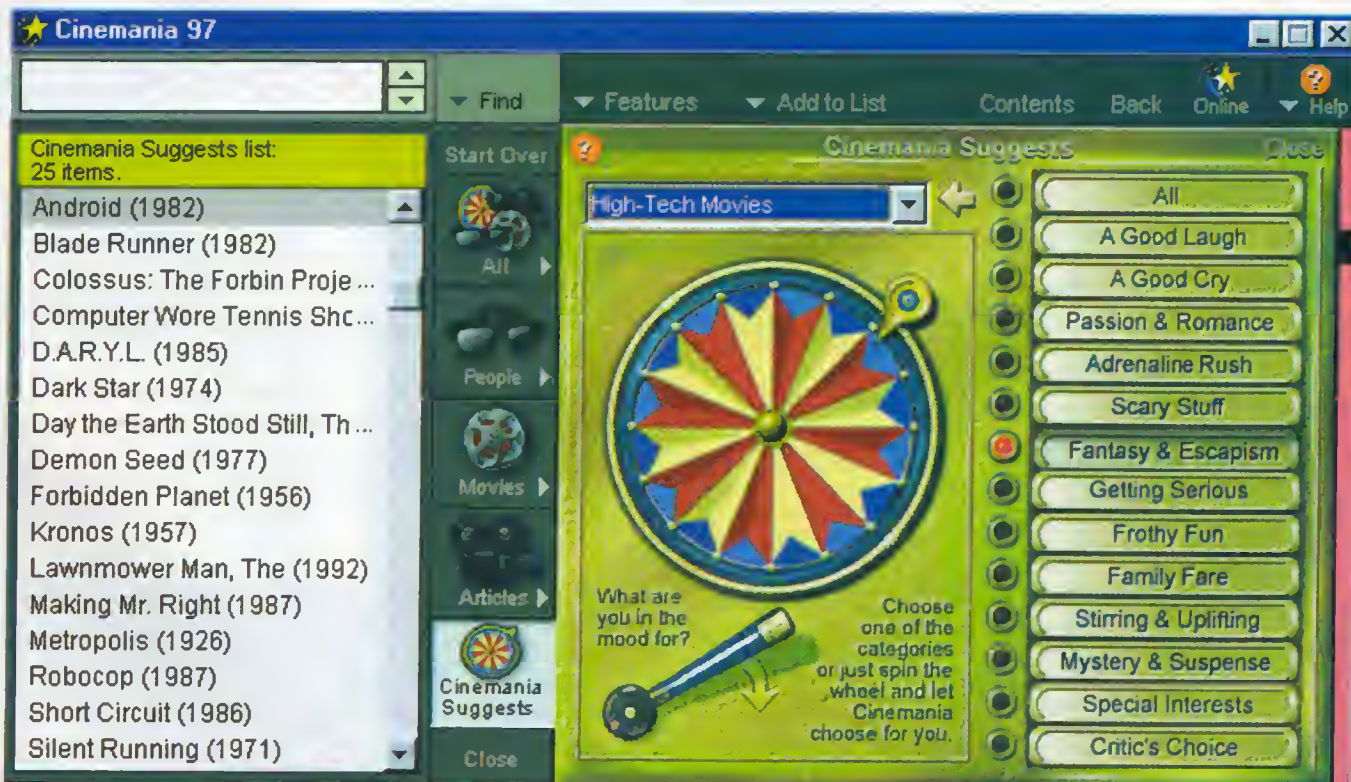 Cinemania 97
Find
Features
Add to List
Contents
Back
Online
Help
Cinemania Suggests list:
25 items.
Android (1982)
Blade Runner (1982)
Colossus: The Forbin Proje ...
Computer Wore Tennis Shc...
D.A.R.Y.L. (1985)
Dark Star (1974)
Day the Earth Stood Still, Th ...
Demon Seed (1977)
Forbidden Planet (1956)
Kronos (1957)
Lawnmower Man, The (1992)
Making Mr. Right (1987)
Metropolis (1926)
Robocop (1987)
Short Circuit (1986)
Silent Running (1971)
Start Over
All
People
Movies
Articles
Cinemania
Suggests
Close
Cinemania Suggests
Close
High-Tech Movies
What are
you in the
mood for?
Choose
one of the
categories
or just spin the
wheel and let
Cinemania
choose for you.
All
A Good Laugh
A Good Cry
Passion & Romance
Adrenaline Rush
Scary Stuff
Fantasy & Escapism
Getting Serious
Frothy Fun
Family Fare
Stirring & Uplifting
Mystery & Suspense
Special Interests
Critic's Choice